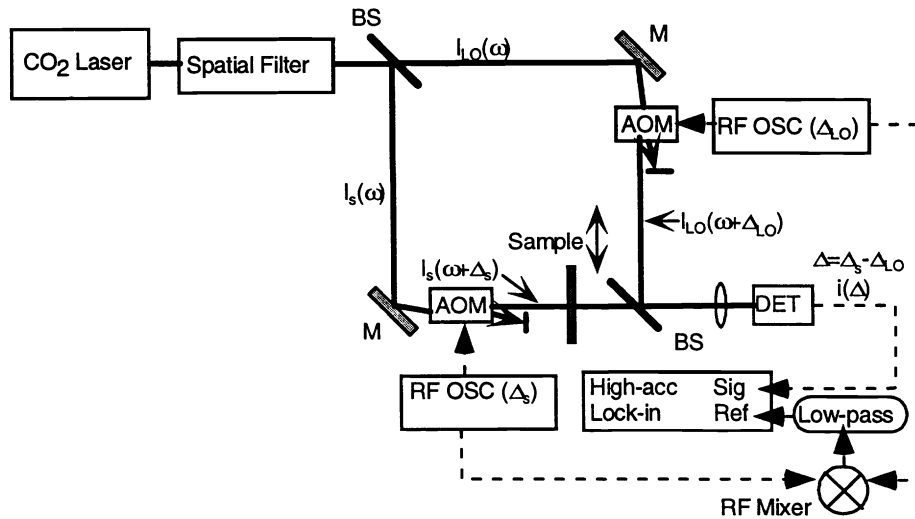 BS
M
CO2 Laser
Spatial Filter
I_LO(ω)
AOM
RF OSC (Δ_LO)
I_s(ω)
I_LO(ω+Δ_LO)
Sample
I_s(ω+Δ_s)
Δ=Δ_s-Δ_LO
i(Δ)
AOM
DET
M
BS
RF OSC (Δ_s)
High-acc Sig
Lock-in Ref
Low-pass
RF Mixer